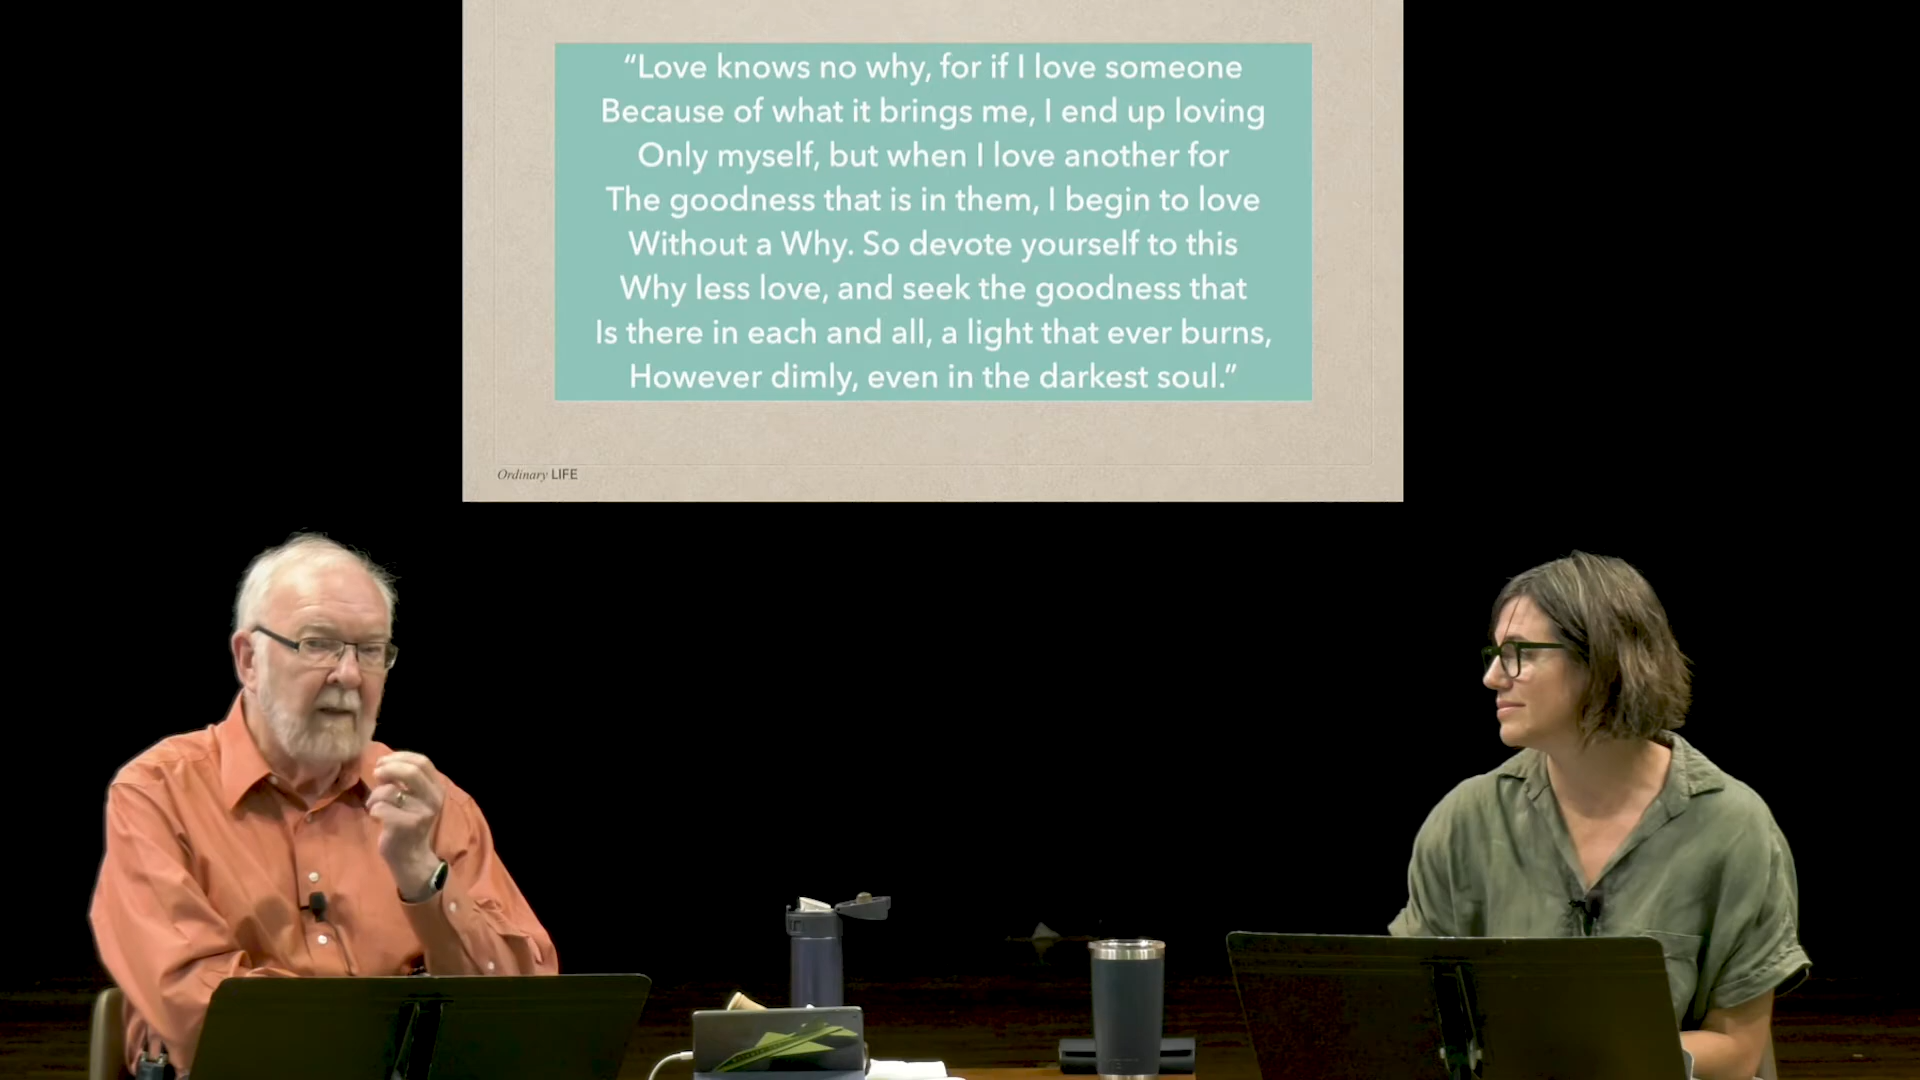 “Love knows no why, for if I love someone
Because of what it brings me, I end up loving
Only myself, but when I love another for
The goodness that is in them, I begin to love
Without a Why. So devote yourself to this
Why less love, and seek the goodness that
Is there in each and all, a light that ever burns,
However dimly, even in the darkest soul.”
Ordinary LIFE